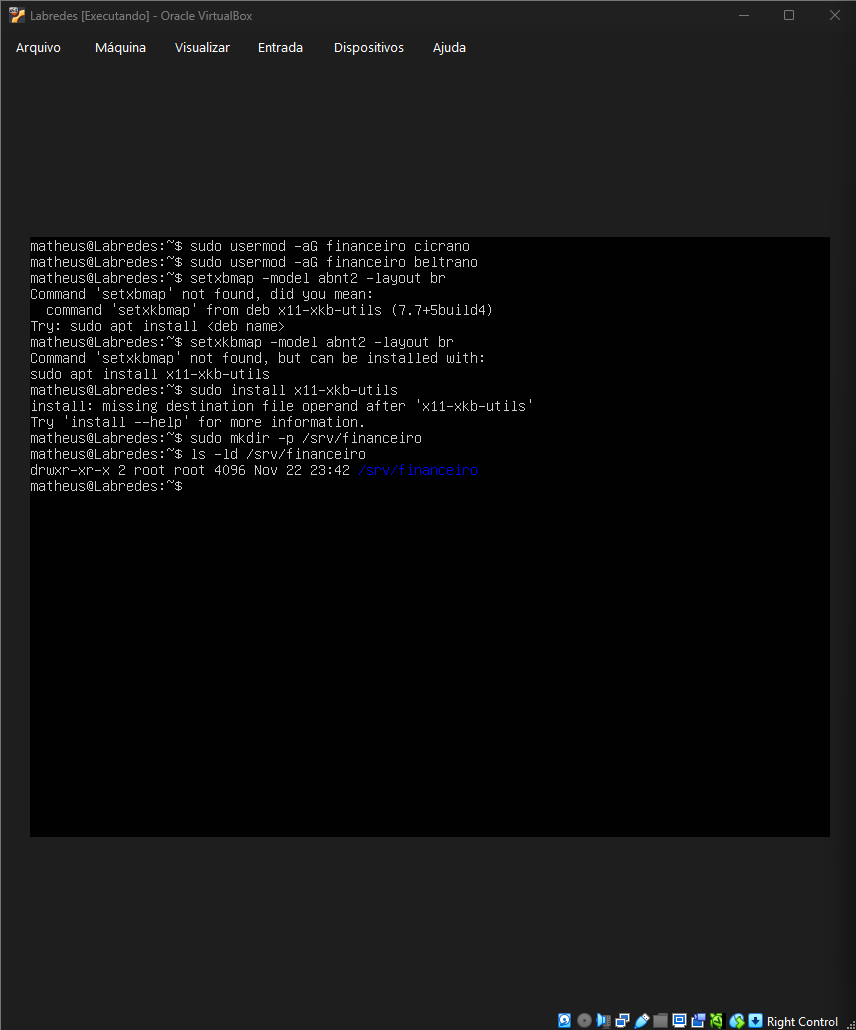 Labredes [Executando] - Oracle VirtualBox
Arquivo Máquina Visualizar Entrada Dispositivos Ajuda
matheus@Labredes:~$ sudo usermod -aG financeiro cicrano
matheus@Labredes:~$ sudo usermod -aG financeiro beltrano
matheus@Labredes:~$ setxbmap -model abnt2 -layout br
Command 'setxbmap' not found, did you mean:
  command 'setxkbmap' from deb x11-xkb-utils (7.7+5build4)
Try: sudo apt install <deb name>
matheus@Labredes:~$ setxkbmap -model abnt2 -layout br
Command 'setxkbmap' not found, but can be installed with:
sudo apt install x11-xkb-utils
matheus@Labredes:~$ sudo install x11-xkb-utils
install: missing destination file operand after 'x11-xkb-utils'
Try 'install --help' for more information.
matheus@Labredes:~$ sudo mkdir -p /srv/financeiro
matheus@Labredes:~$ ls -ld /srv/financeiro
drwxr-xr-x 2 root root 4096 Nov 22 23:42 /srv/financeiro
matheus@Labredes:~$
Right Control